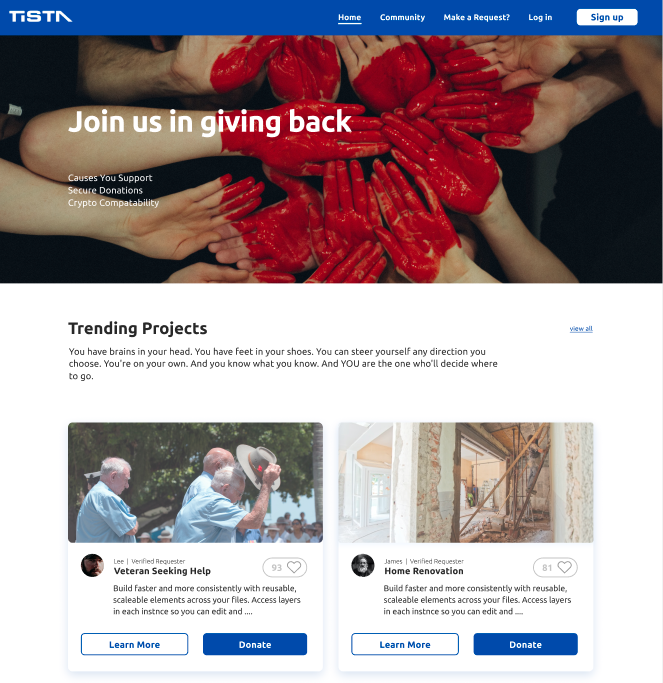 TiSTA
Home Community Make a Request? Log in Sign up
Join us in giving back
Causes You Support
Secure Donations
Crypto Compatability
Trending Projects
view all
You have brains in your head. You have feet in your shoes. You can steer yourself any direction you
choose. You're on your own. And you know what you know. And YOU are the one who'll decide where
to go.
Lee | Verified Requester
Veteran Seeking Help
93
Build faster and more consistently with reusable,
scaleable elements across your files. Access layers
in each instnce so you can edit and ....
Learn More Donate
James | Verified Requester
Home Renovation
81
Build faster and more consistently with reusable,
scaleable elements across your files. Access layers
in each instnce so you can edit and ....
Learn More Donate